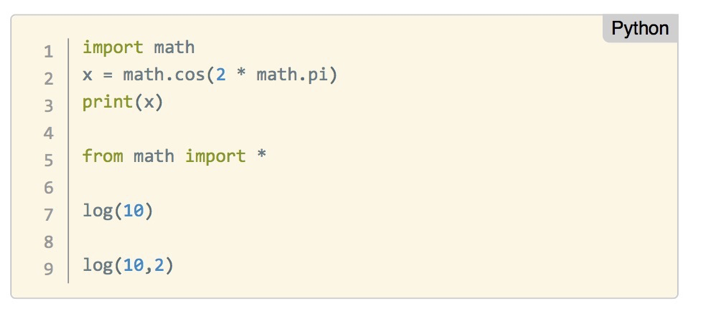 Python
1 import math
2 x = math.cos(2 * math.pi)
3 print(x)
4
5 from math import *
6
7 log(10)
8
9 log(10,2)